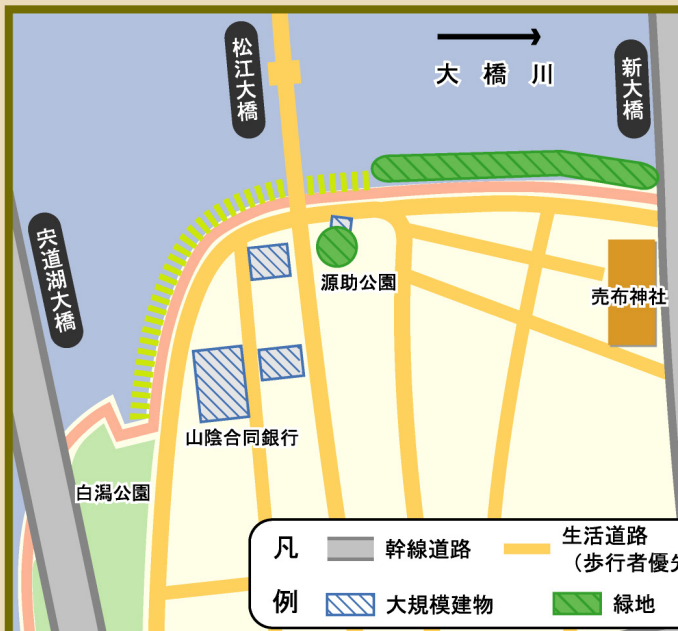 松江大橋
大橋川
新大橋
宍道湖大橋
源助公園
売布神社
山陰合同銀行
白潟公園
凡例
幹線道路
生活道路
（歩行者優先
大規模建物
緑地